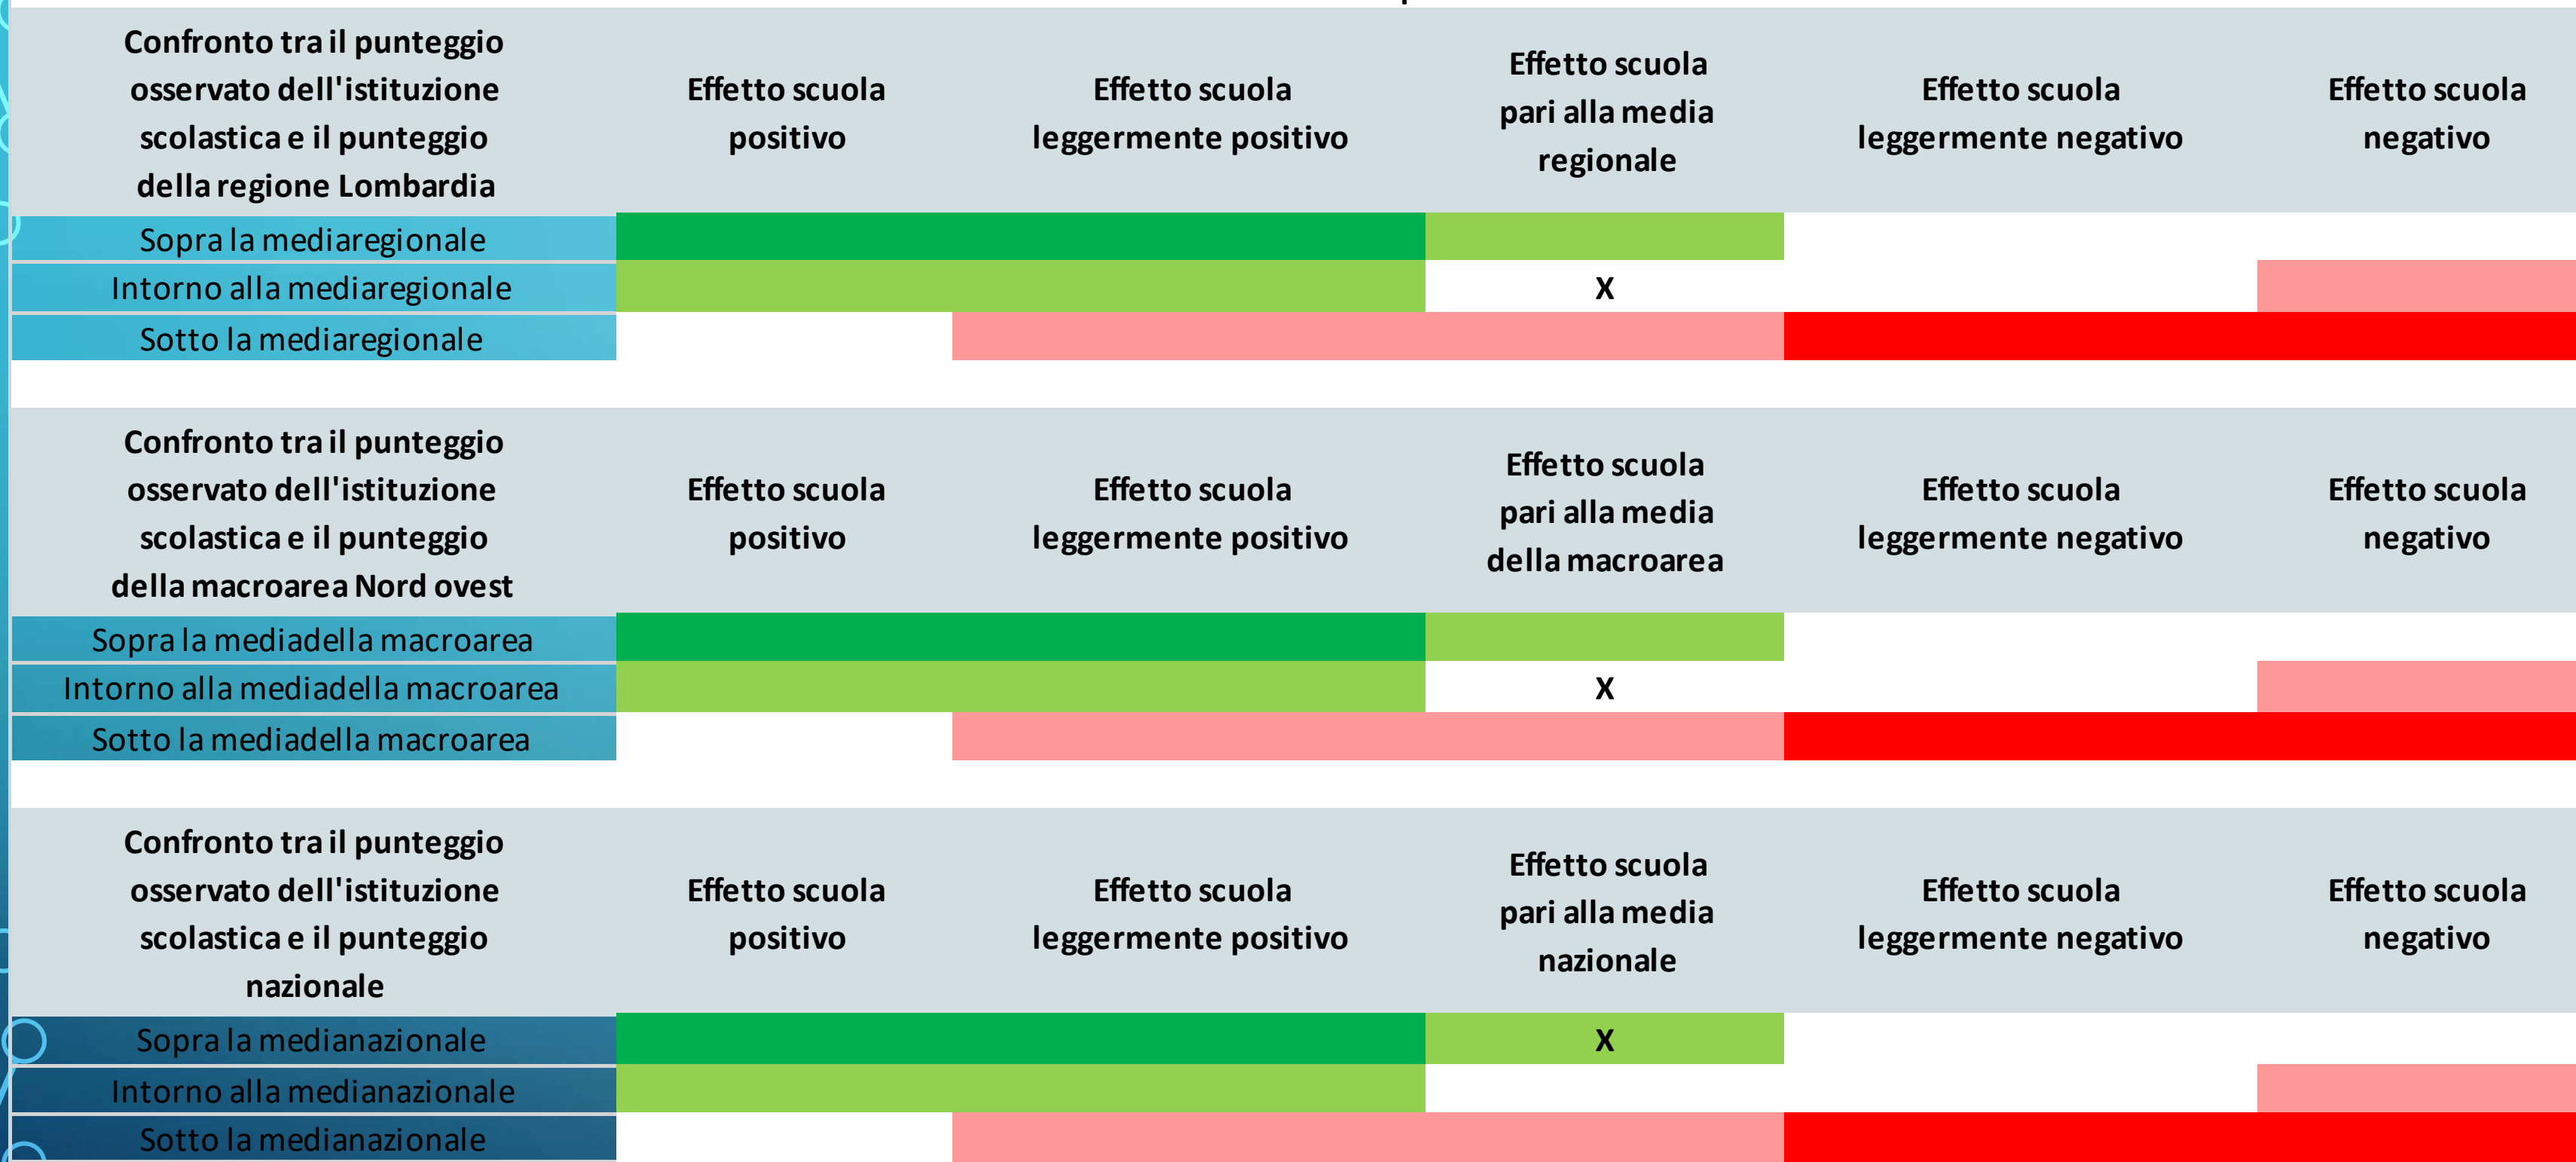 Confronto tra il punteggio
osservato dell'istituzione
scolastica e il punteggio
della regione Lombardia
Effetto scuola
positivo
Effetto scuola
leggermente positivo
Effetto scuola
pari alla media
regionale
Effetto scuola
leggermente negativo
Effetto scuola
negativo
Sopra la mediaregionale
Intorno alla mediaregionale
X
Sotto la mediaregionale
Confronto tra il punteggio
osservato dell'istituzione
scolastica e il punteggio
della macroarea Nord ovest
Effetto scuola
positivo
Effetto scuola
leggermente positivo
Effetto scuola
pari alla media
della macroarea
Effetto scuola
leggermente negativo
Effetto scuola
negativo
Sopra la mediadella macroarea
Intorno alla mediadella macroarea
X
Sotto la mediadella macroarea
Confronto tra il punteggio
osservato dell'istituzione
scolastica e il punteggio
nazionale
Effetto scuola
positivo
Effetto scuola
leggermente positivo
Effetto scuola
pari alla media
nazionale
Effetto scuola
leggermente negativo
Effetto scuola
negativo
Sopra la medianazionale
X
Intorno alla medianazionale
Sotto la medianazionale